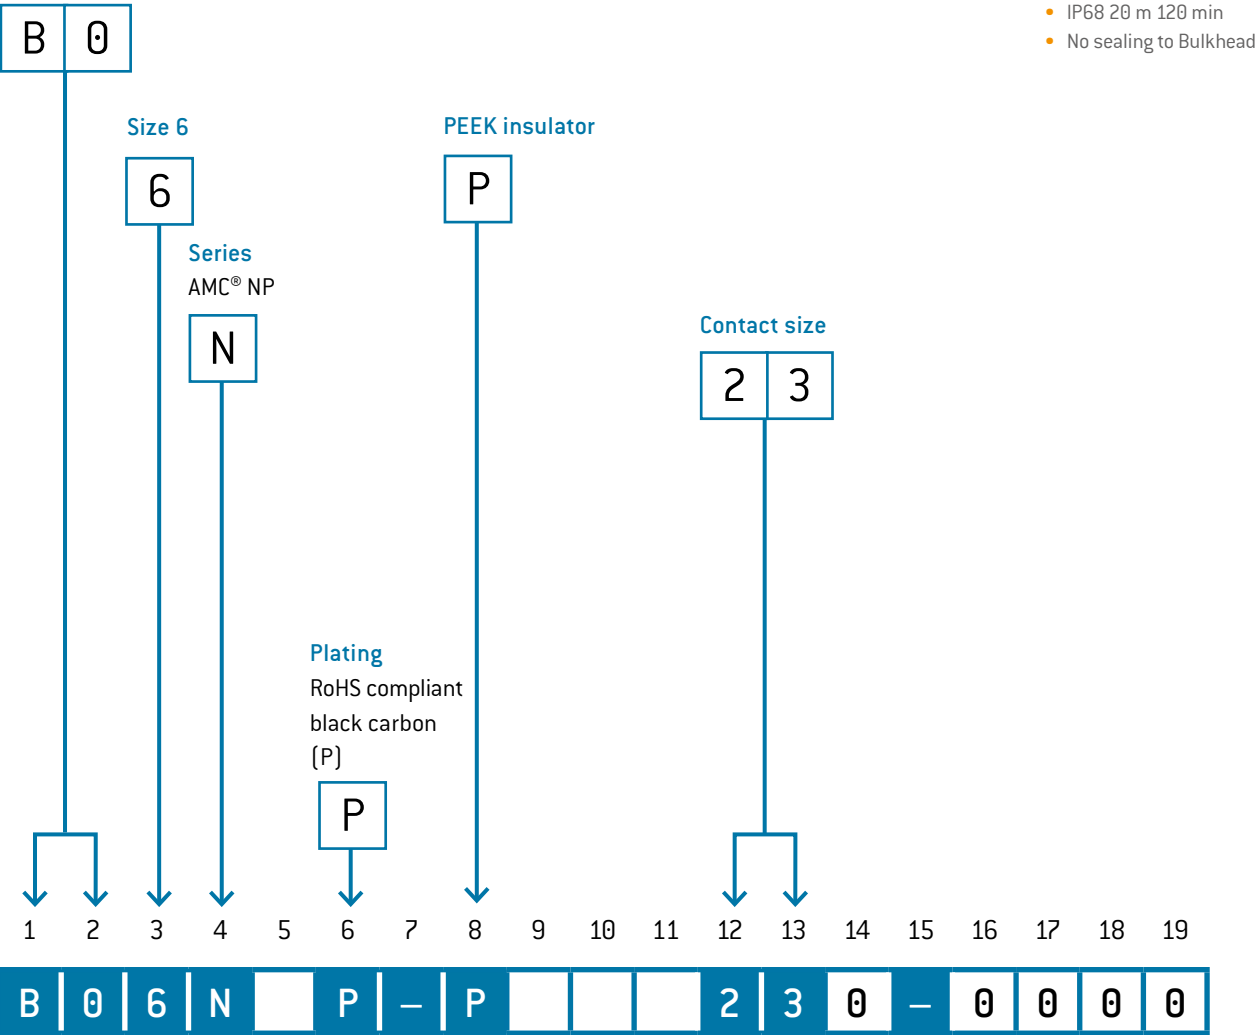 B 0
• IP68 20 m 120 min
• No sealing to Bulkhead
Size 6
6
PEEK insulator
P
Series
AMC® NP
N
Contact size
2 3
Plating
RoHS compliant
black carbon
(P)
P
1 2 3 4 5 6 7 8 9 10 11 12 13 14 15 16 17 18 19
B 0 6 N P – P 2 3 0 – 0 0 0 0